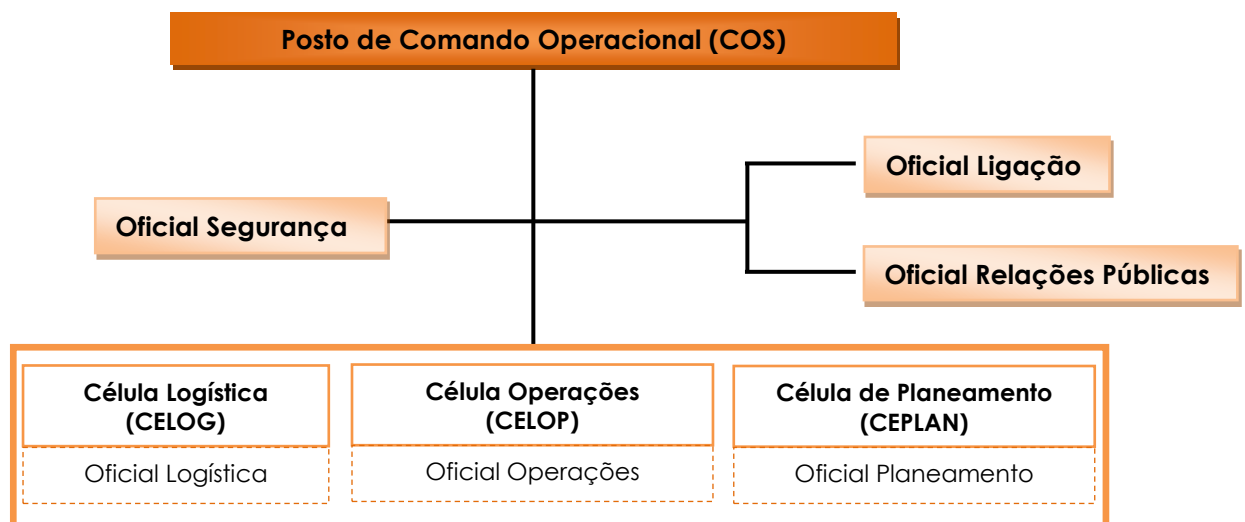 Posto de Comando Operacional (COS)
Oficial Ligação
Oficial Segurança
Oficial Relações Públicas
Célula Logística
(CELOG)
Oficial Logística
Célula Operações
(CELOP)
Oficial Operações
Célula de Planeamento
(CEPLAN)
Oficial Planeamento